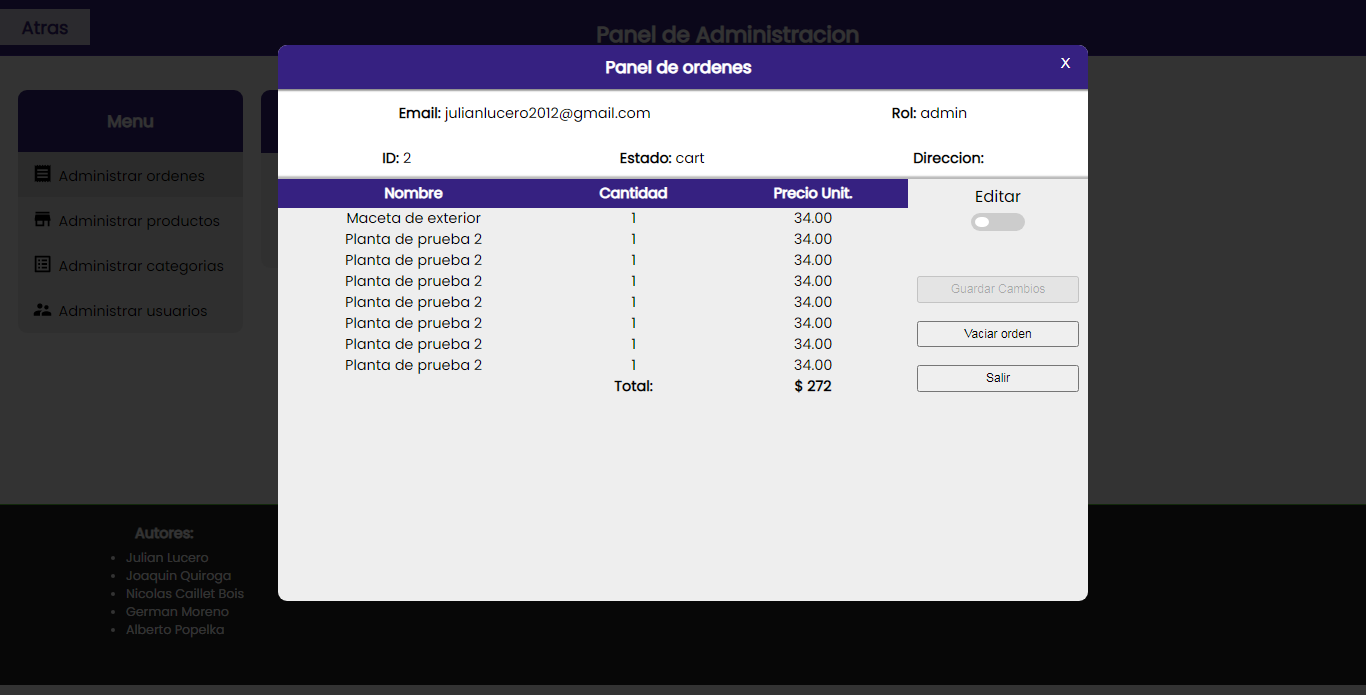 Atras
Panel de Administracion
Panel de ordenes
X
Email: julianlucero2012@gmail.com
Rol: admin
ID: 2
Estado: cart
Direccion:
Menu
Administrar ordenes
Administrar productos
Administrar categorias
Administrar usuarios
Nombre Cantidad Precio Unit.
Maceta de exterior 1 34.00
Planta de prueba 2 1 34.00
Planta de prueba 2 1 34.00
Planta de prueba 2 1 34.00
Planta de prueba 2 1 34.00
Planta de prueba 2 1 34.00
Planta de prueba 2 1 34.00
Planta de prueba 2 1 34.00
Total: $ 272
Editar
Guardar Cambios
Vaciar orden
Salir
Autores:
Julian Lucero
Joaquin Quiroga
Nicolas Caillet Bois
German Moreno
Alberto Popelka